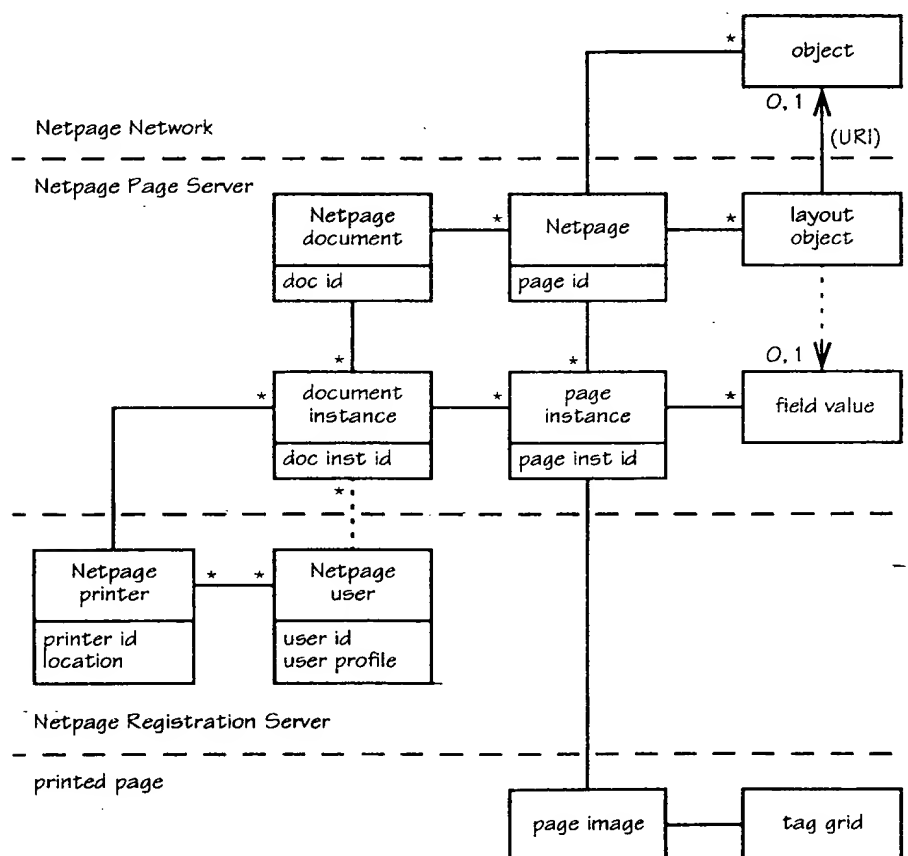 *
object
0,1
(URI)
Netpage Network
Netpage Page Server
Netpage
document
*
Netpage
*
layout
object
doc id
page id
*
*
0,1
*
document
instance
*
page
instance
*
field value
doc inst id
page inst id
*
Netpage
printer
*
*
Netpage
user
printer id
location
user id
user profile
Netpage Registration Server
printed page
page image
tag grid